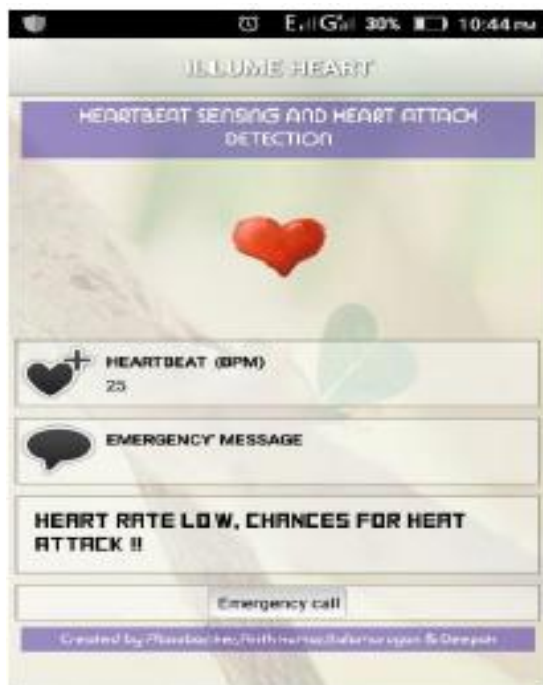 E G 30% 10:44 PM
ILLUME HEART
HEARTBEAT SENSING AND HEART ATTACK
DETECTION
HEARTBEAT (BPM)
25
EMERGENCY MESSAGE
HEART RATE LOW, CHANCES FOR HEAT
ATTACK !!
Emergency call
Created by & Deepak